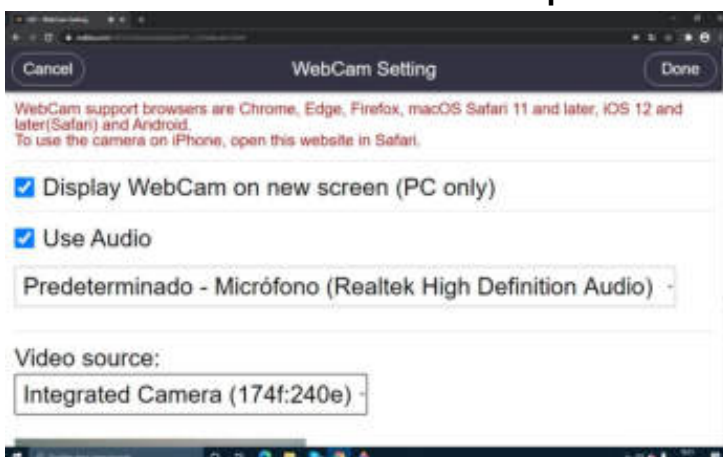 Cancel
WebCam Setting
Done
WebCam support browsers are Chrome, Edge, Firefox, macOS Safari 11 and later, iOS 12 and
later(Safari) and Android.
To use the camera on iPhone, open this website in Safari.
Display WebCam on new screen (PC only)
Use Audio
Predeterminado - Micrófono (Realtek High Definition Audio)
Video source:
Integrated Camera (174f:240e)